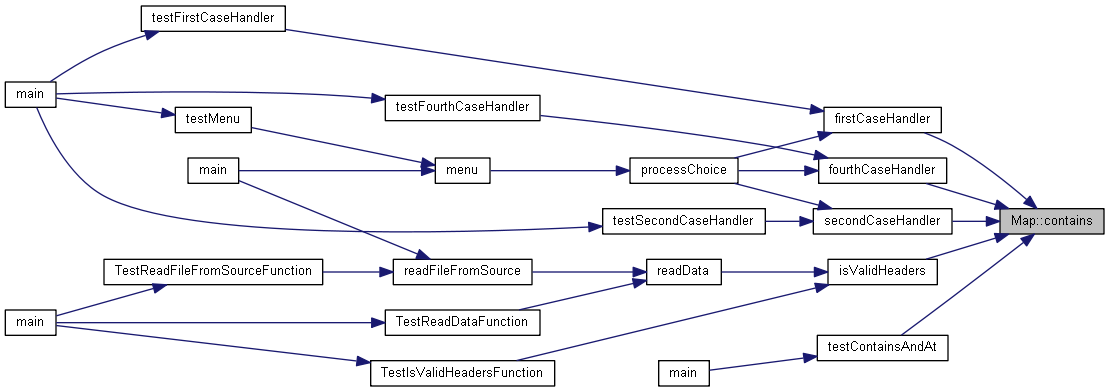 testFirstCaseHandler
main
testFourthCaseHandler
testMenu
firstCaseHandler
main
menu
processChoice
fourthCaseHandler
testSecondCaseHandler
secondCaseHandler
Map::contains
TestReadFileFromSourceFunction
readFileFromSource
readData
isValidHeaders
main
TestReadDataFunction
testContainsAndAt
TestIsValidHeadersFunction
main